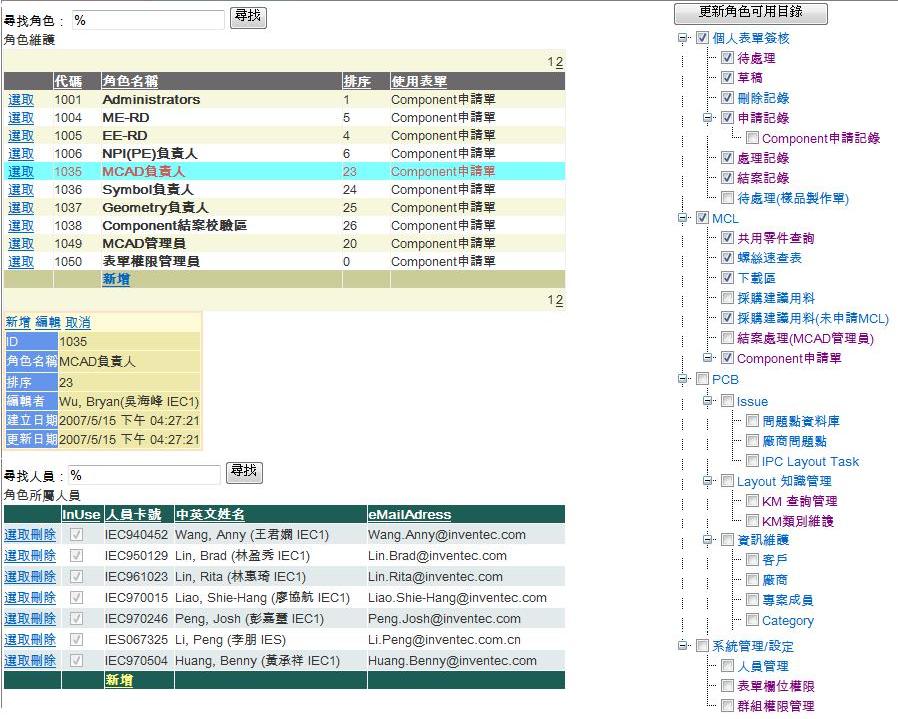 尋找角色： % 尋找
角色維護
1 2
代碼 角色名稱 排序 使用表單
選取 1001 Administrators 1 Component申請單
選取 1004 ME-RD 5 Component申請單
選取 1005 EE-RD 4 Component申請單
選取 1006 NPI(PE)負責人 6 Component申請單
選取 1035 MCAD負責人 23 Component申請單
選取 1036 Symbol負責人 24 Component申請單
選取 1037 Geometry負責人 25 Component申請單
選取 1038 Component結案校驗區 26 Component申請單
選取 1049 MCAD管理員 20 Component申請單
選取 1050 表單權限管理員 0 Component申請單
新增
1 2
新增 編輯 取消
ID 1035
角色名稱 MCAD負責人
排序 23
編輯者 Wu, Bryan(吳海峰 IEC1)
建立日期 2007/5/15 下午 04:27:21
更新日期 2007/5/15 下午 04:27:21
尋找人員： % 尋找
角色所屬人員
InUse 人員卡號 中英文姓名 eMailAdress
選取刪除 IEC940452 Wang, Anny (王君嫻 IEC1) Wang.Anny@inventec.com
選取刪除 IEC950129 Lin, Brad (林盈秀 IEC1) Lin.Brad@inventec.com
選取刪除 IEC961023 Lin, Rita (林惠琦 IEC1) Lin.Rita@inventec.com
選取刪除 IEC970015 Liao, Shie-Hang (廖協航 IEC1) Liao.Shie-Hang@inventec.com
選取刪除 IEC970246 Peng, Josh (彭嘉慧 IEC1) Peng.Josh@inventec.com
選取刪除 IES067325 Li, Peng (李朋 IES) Li.Peng@inventec.com.cn
選取刪除 IEC970504 Huang, Benny (黃承祥 IEC1) Huang.Benny@inventec.com
新增
更新角色可用目錄
個人表單簽核
待處理
草稿
刪除記錄
申請記錄
Component申請記錄
處理記錄
結案記錄
待處理(樣品製作單)
MCL
共用零件查詢
螺絲速查表
下載區
採購建議用料
採購建議用料(未申請MCL)
結案處理(MCAD管理員)
Component申請單
PCB
Issue
問題點資料庫
廠商問題點
IPC Layout Task
Layout 知識管理
KM 查詢管理
KM類別維護
資訊維護
客戶
廠商
專案成員
Category
系統管理/設定
人員管理
表單欄位權限
群組權限管理